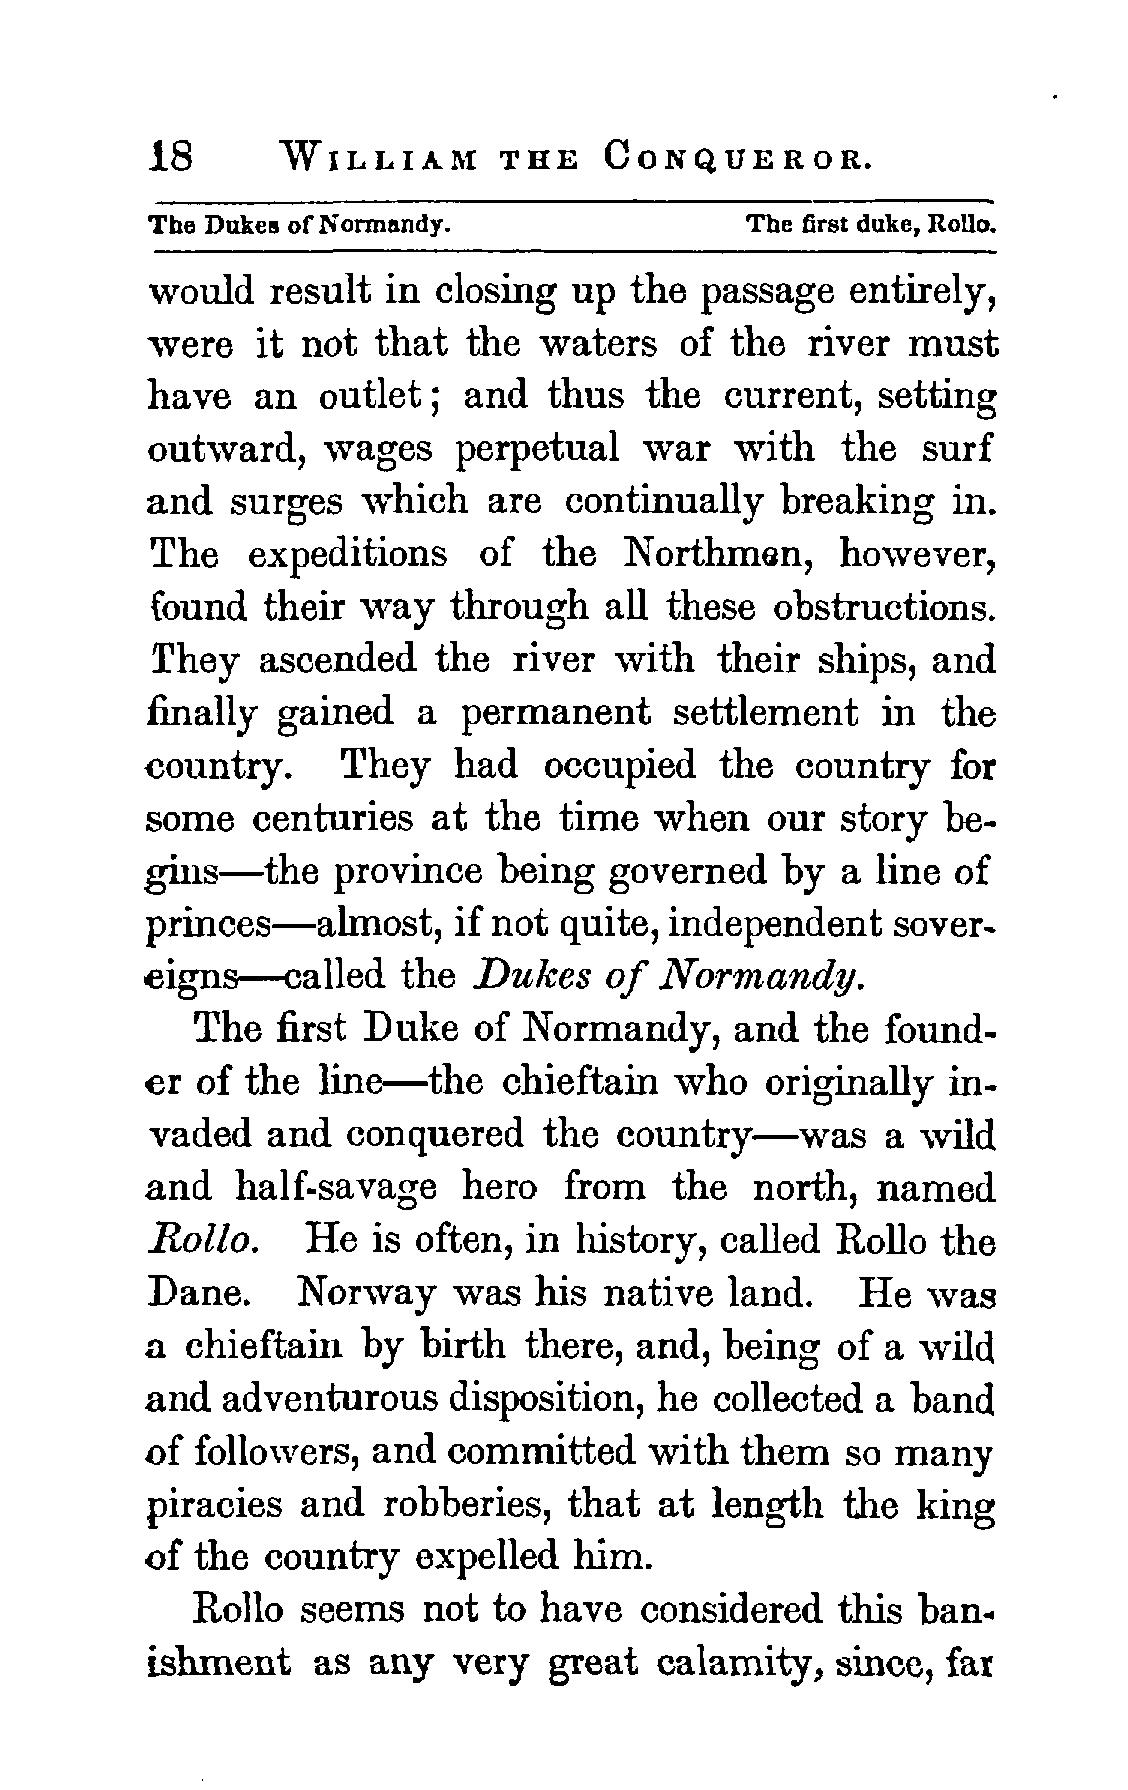 18 WILLIAM THE CONQUEROR.
The Dukes of Normandy. The first duke, Rollo.
would result in closing up the passage entirely,
were it not that the waters of the river must
have an outlet; and thus the current, setting
outward, wages perpetual war with the surf
and surges which are continually breaking in.
The expeditions of the Northmen, however,
found their way through all these obstructions.
They ascended the river with their ships, and
finally gained a permanent settlement in the
country. They had occupied the country for
some centuries at the time when our story be-
gins—the province being governed by a line of
princes—almost, if not quite, independent sover-
eigns—called the Dukes of Normandy.
The first Duke of Normandy, and the found-
er of the line—the chieftain who originally in-
vaded and conquered the country—was a wild
and half-savage hero from the north, named
Rollo. He is often, in history, called Rollo the
Dane. Norway was his native land. He was
a chieftain by birth there, and, being of a wild
and adventurous disposition, he collected a band
of followers, and committed with them so many
piracies and robberies, that at length the king
of the country expelled him.
Rollo seems not to have considered this ban-
ishment as any very great calamity, since, far